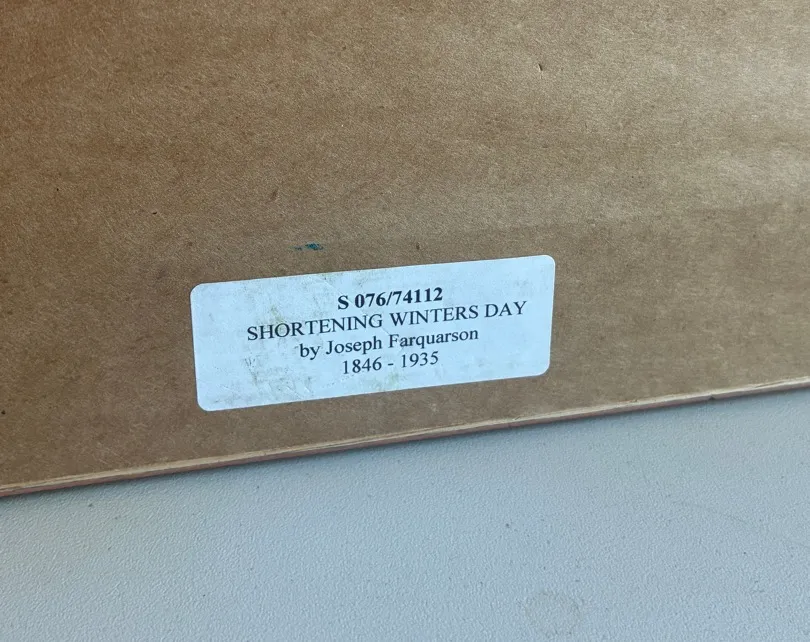 S 076/74112
SHORTENING WINTERS DAY
by Joseph Farquarson
1846 - 1935